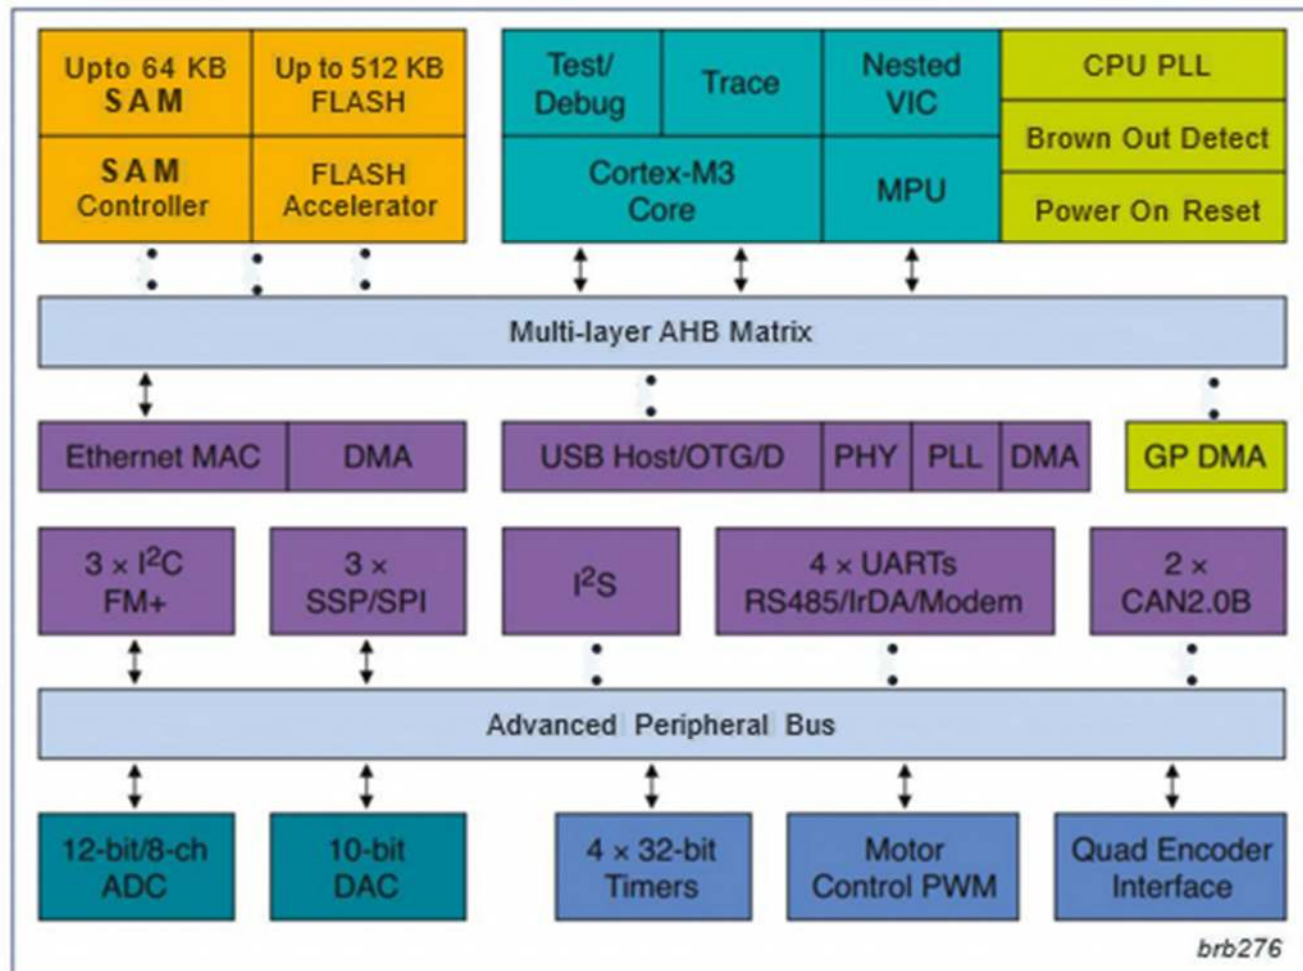 Upto 64 KB
SAM
Up to 512 KB
FLASH
Test/
Debug
Trace
Nested
VIC
CPU PLL
Brown Out Detect
Power On Reset
SAM
Controller
FLASH
Accelerator
Cortex-M3
Core
MPU
Multi-layer AHB Matrix
Ethernet MAC
DMA
USB Host/OTG/D
PHY
PLL
DMA
GP DMA
3 × I²C
FM+
3 ×
SSP/SPI
I²S
4 × UARTs
RS485/IrDA/Modem
2 ×
CAN2.0B
Advanced Peripheral Bus
12-bit/8-ch
ADC
10-bit
DAC
4 × 32-bit
Timers
Motor
Control PWM
Quad Encoder
Interface
brb276